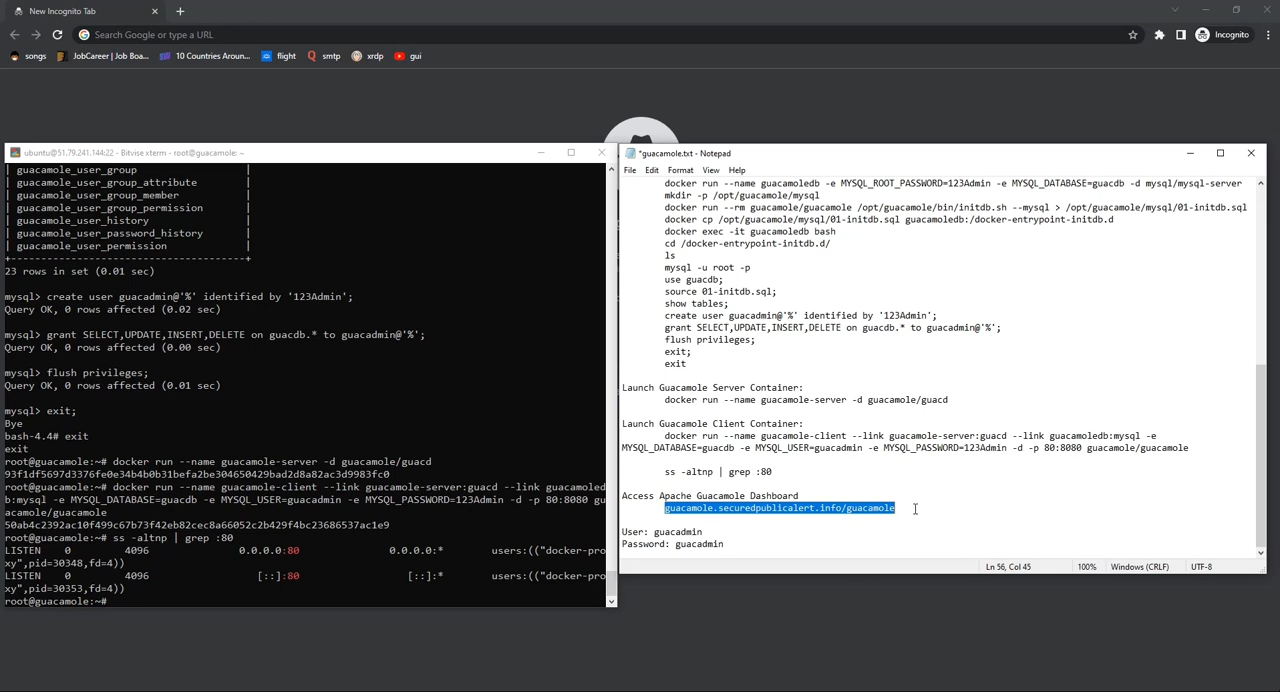 New Incognito Tab
Search Google or type a URL
Incognito
songs
JobCareer | Job Boa...
10 Countries Aroun...
flight
smtp
xrdp
gui
ubuntu@51.79.241.144:22 - Bitvise xterm - root@guacamole: ~
| guacamole_user_group |
| guacamole_user_group_attribute |
| guacamole_user_group_member |
| guacamole_user_group_permission |
| guacamole_user_history |
| guacamole_user_password_history |
| guacamole_user_permission |
+---------------------------------------+
23 rows in set (0.01 sec)
mysql> create user guacadmin@'%' identified by '123Admin';
Query OK, 0 rows affected (0.02 sec)
mysql> grant SELECT,UPDATE,INSERT,DELETE on guacdb.* to guacadmin@'%';
Query OK, 0 rows affected (0.00 sec)
mysql> flush privileges;
Query OK, 0 rows affected (0.01 sec)
mysql> exit;
Bye
bash-4.4# exit
exit
root@guacamole:~# docker run --name guacamole-server -d guacamole/guacd
93f1df5697d3376fe0e34b4b0b31befa2be304650429bad2d8a82ac3d9983fc0
root@guacamole:~# docker run --name guacamole-client --link guacamole-server:guacd --link guacamoled
b:mysql -e MYSQL_DATABASE=guacdb -e MYSQL_USER=guacadmin -e MYSQL_PASSWORD=123Admin -d -p 80:8080 gu
acamole/guacamole
50ab4c2392ac10f499c67b73f42eb82cec8a66052c2b429f4bc23686537ac1e9
root@guacamole:~# ss -altnp | grep :80
LISTEN 0 4096 0.0.0.0:80 0.0.0.0:* users:(("docker-pro
xy",pid=30348,fd=4))
LISTEN 0 4096 [::]:80 [::]:* users:(("docker-pro
xy",pid=30353,fd=4))
root@guacamole:~#
*guacamole.txt - Notepad
File Edit Format View Help
docker run --name guacamoledb -e MYSQL_ROOT_PASSWORD=123Admin -e MYSQL_DATABASE=guacdb -d mysql/mysql-server
mkdir -p /opt/guacamole/mysql
docker run --rm guacamole/guacamole /opt/guacamole/bin/initdb.sh --mysql > /opt/guacamole/mysql/01-initdb.sql
docker cp /opt/guacamole/mysql/01-initdb.sql guacamoledb:/docker-entrypoint-initdb.d
docker exec -it guacamoledb bash
cd /docker-entrypoint-initdb.d/
ls
mysql -u root -p
use guacdb;
source 01-initdb.sql;
show tables;
create user guacadmin@'%' identified by '123Admin';
grant SELECT,UPDATE,INSERT,DELETE on guacdb.* to guacadmin@'%';
flush privileges;
exit;
exit
Launch Guacamole Server Container:
docker run --name guacamole-server -d guacamole/guacd
Launch Guacamole Client Container:
docker run --name guacamole-client --link guacamole-server:guacd --link guacamoledb:mysql -e
MYSQL_DATABASE=guacdb -e MYSQL_USER=guacadmin -e MYSQL_PASSWORD=123Admin -d -p 80:8080 guacamole/guacamole
ss -altnp | grep :80
Access Apache Guacamole Dashboard
guacamole.securedpublicalert.info/guacamole
User: guacadmin
Password: guacadmin
Ln 56, Col 45
100%
Windows (CRLF)
UTF-8